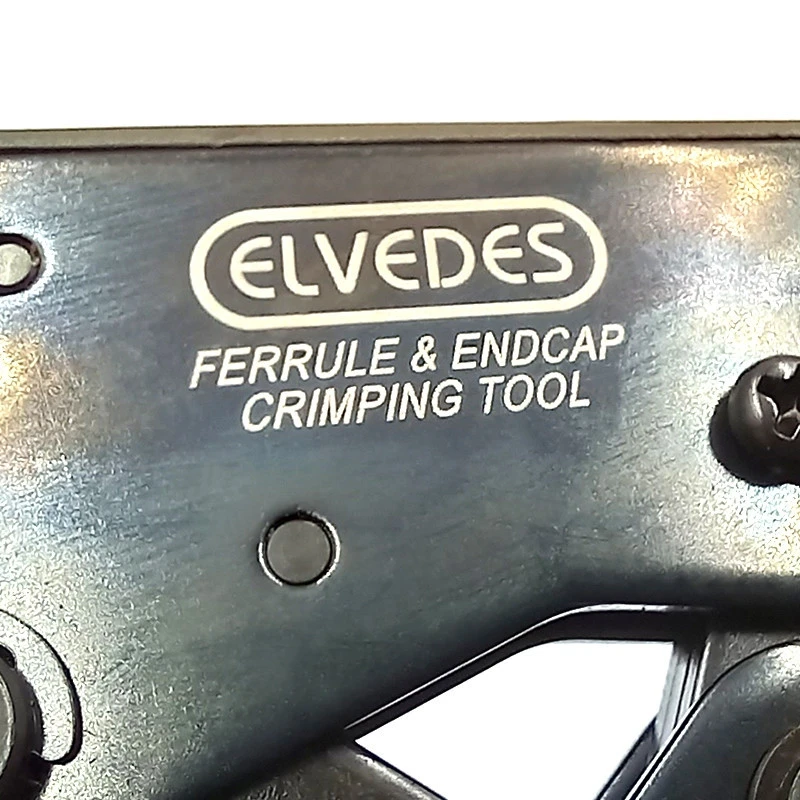 ELVEDES
FERRULE & ENDCAP
CRIMPING TOOL